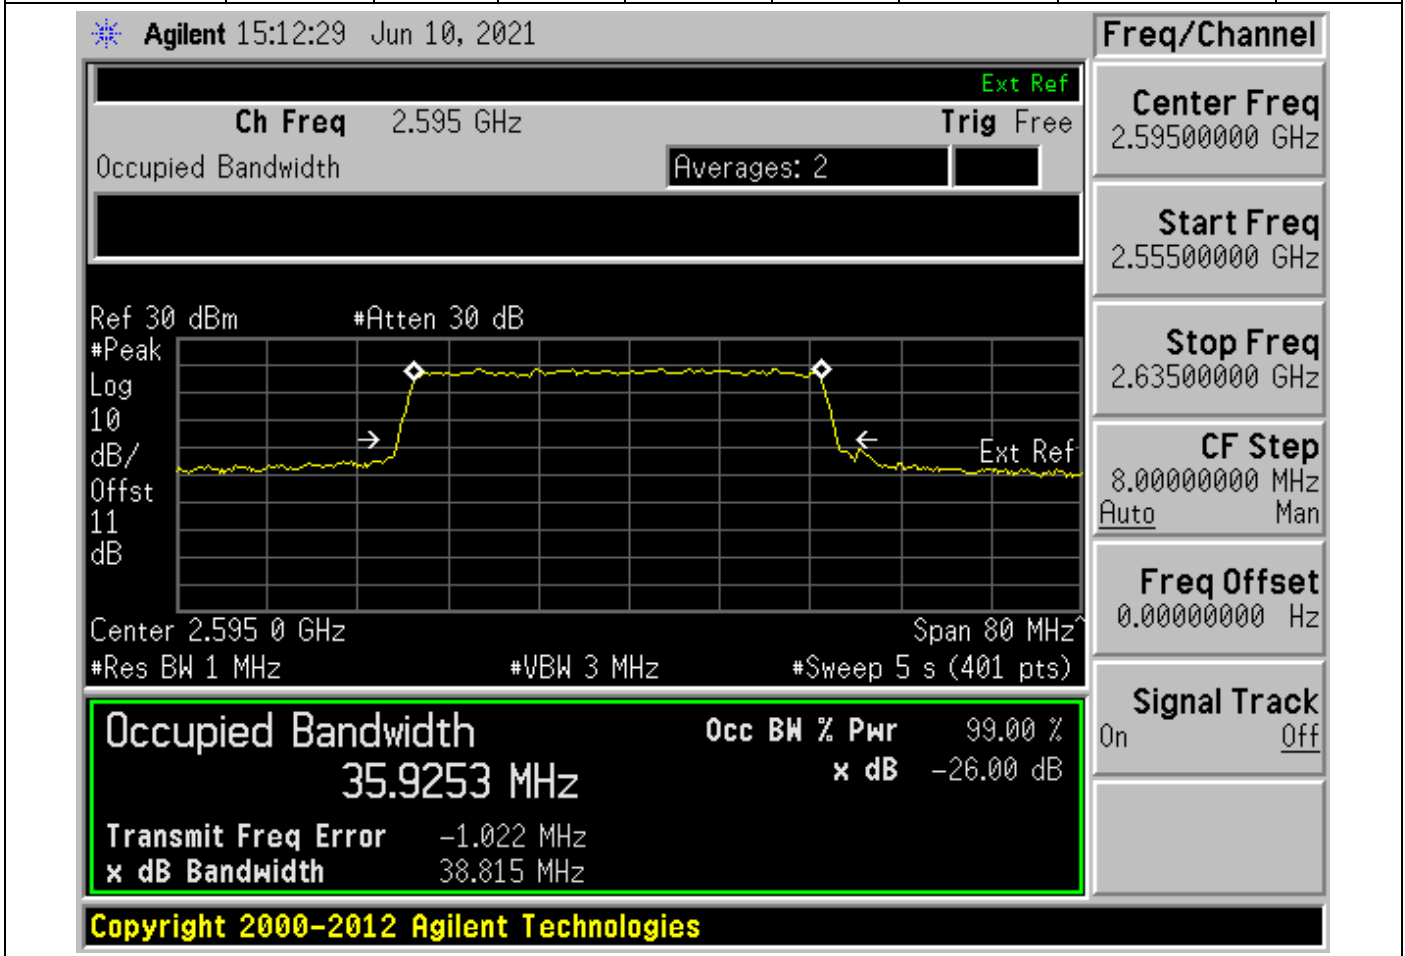 Agilent 15:12:29 Jun 10, 2021
Freq/Channel
Ext Ref
Ch Freq 2.595 GHz Trig Free
Occupied Bandwidth Averages: 2
Ref 30 dBm #Atten 30 dB
#Peak
Log
10
dB/
Offst
11
dB
Ext Ref
Center 2.595 0 GHz Span 80 MHz^
#Res BW 1 MHz #VBW 3 MHz #Sweep 5 s (401 pts)
Occupied Bandwidth Occ BW % Pwr 99.00 %
35.9253 MHz x dB -26.00 dB
Transmit Freq Error -1.022 MHz
x dB Bandwidth 38.815 MHz
Copyright 2000-2012 Agilent Technologies
Center Freq
2.59500000 GHz
Start Freq
2.55500000 GHz
Stop Freq
2.63500000 GHz
CF Step
8.00000000 MHz
Auto Man
Freq Offset
0.00000000 Hz
Signal Track
On Off